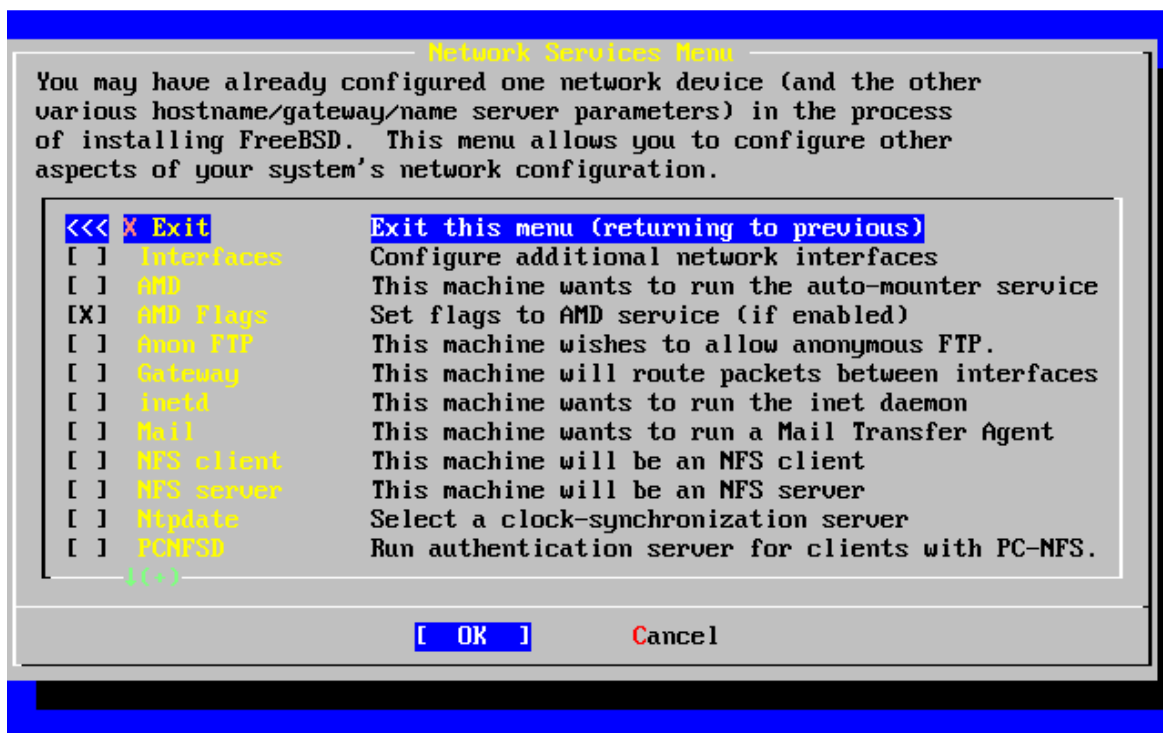 Network Services Menu
You may have already configured one network device (and the other
various hostname/gateway/name server parameters) in the process
of installing FreeBSD.  This menu allows you to configure other
aspects of your system's network configuration.
<<< X Exit Exit this menu (returning to previous)
[ ] Interfaces Configure additional network interfaces
[ ] AMD This machine wants to run the auto-mounter service
[X] AMD Flags Set flags to AMD service (if enabled)
[ ] Anon FTP This machine wishes to allow anonymous FTP.
[ ] Gateway This machine will route packets between interfaces
[ ] inetd This machine wants to run the inet daemon
[ ] Mail This machine wants to run a Mail Transfer Agent
[ ] NFS client This machine will be an NFS client
[ ] NFS server This machine will be an NFS server
[ ] Ntpdate Select a clock-synchronization server
[ ] PCNFSD Run authentication server for clients with PC-NFS.
↓(+)
[ OK ] Cancel